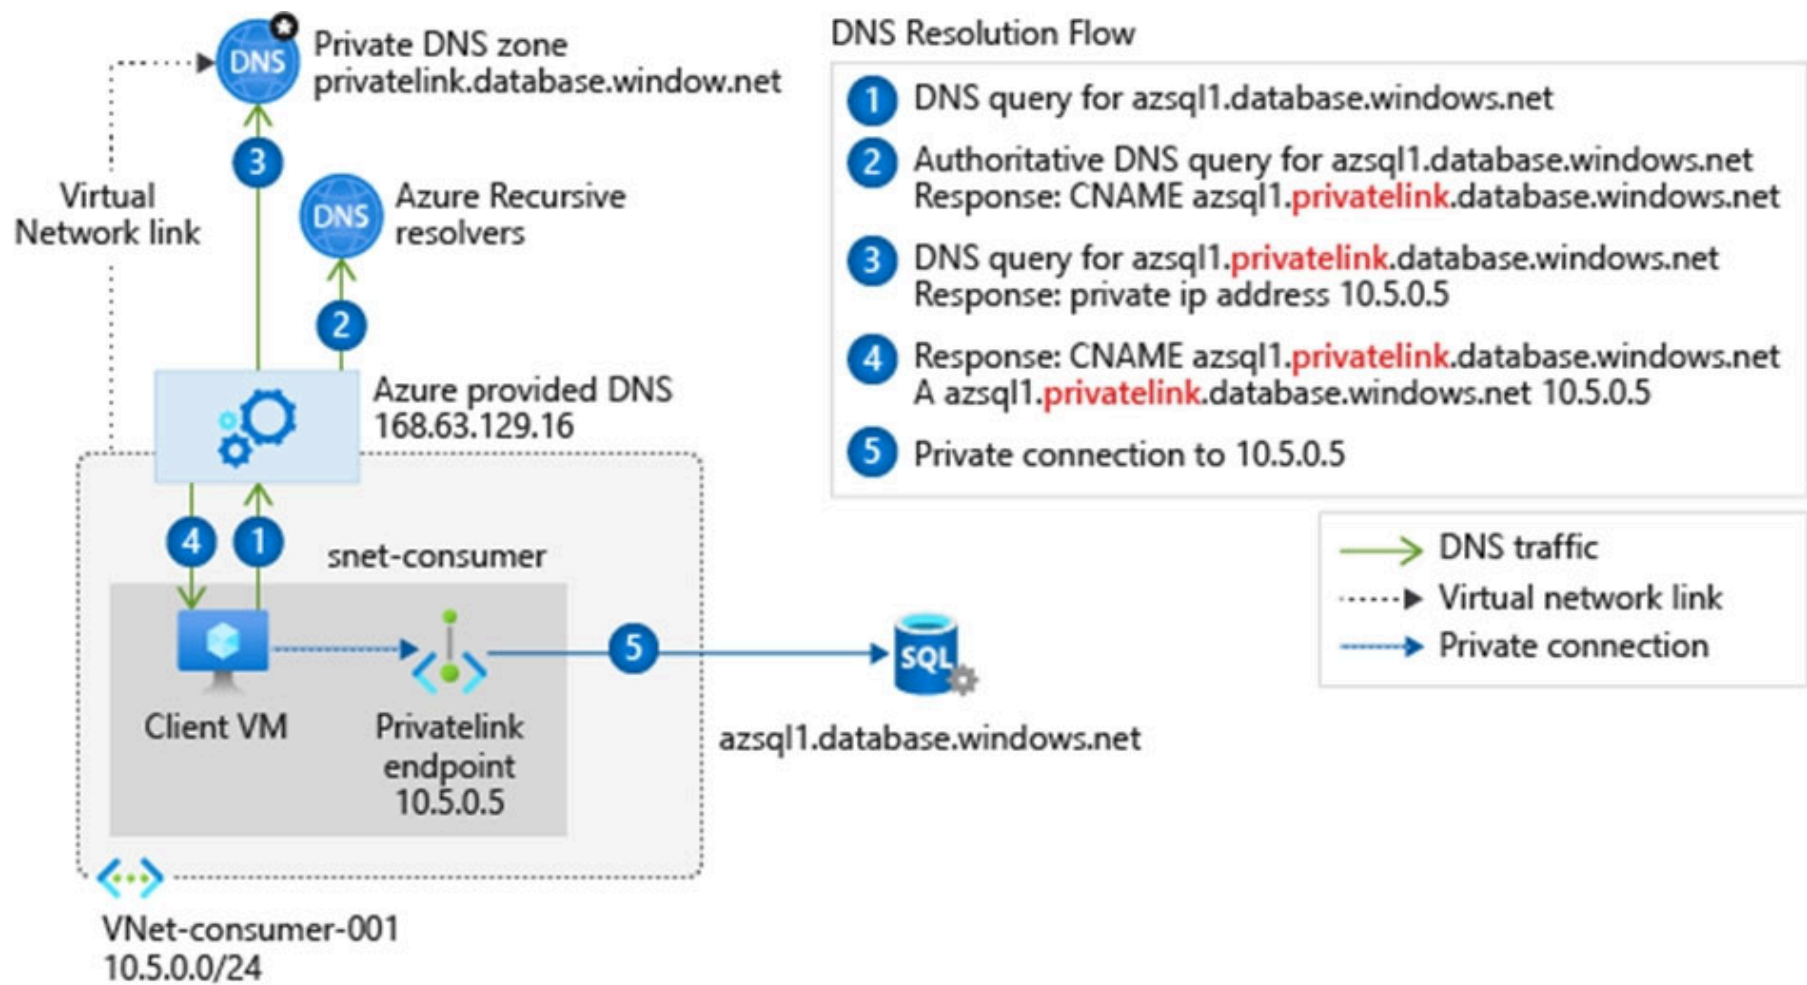 DNS
Private DNS zone
privatelink.database.window.net
3
Virtual
Network link
DNS
Azure Recursive
resolvers
2
Azure provided DNS
168.63.129.16
4
1
snet-consumer
Client VM
Privatelink
endpoint
10.5.0.5
5
SQL
azsql1.database.windows.net
VNet-consumer-001
10.5.0.0/24
DNS Resolution Flow
1 DNS query for azsql1.database.windows.net
2 Authoritative DNS query for azsql1.database.windows.net
Response: CNAME azsql1.privatelink.database.windows.net
3 DNS query for azsql1.privatelink.database.windows.net
Response: private ip address 10.5.0.5
4 Response: CNAME azsql1.privatelink.database.windows.net
A azsql1.privatelink.database.windows.net 10.5.0.5
5 Private connection to 10.5.0.5
DNS traffic
Virtual network link
Private connection